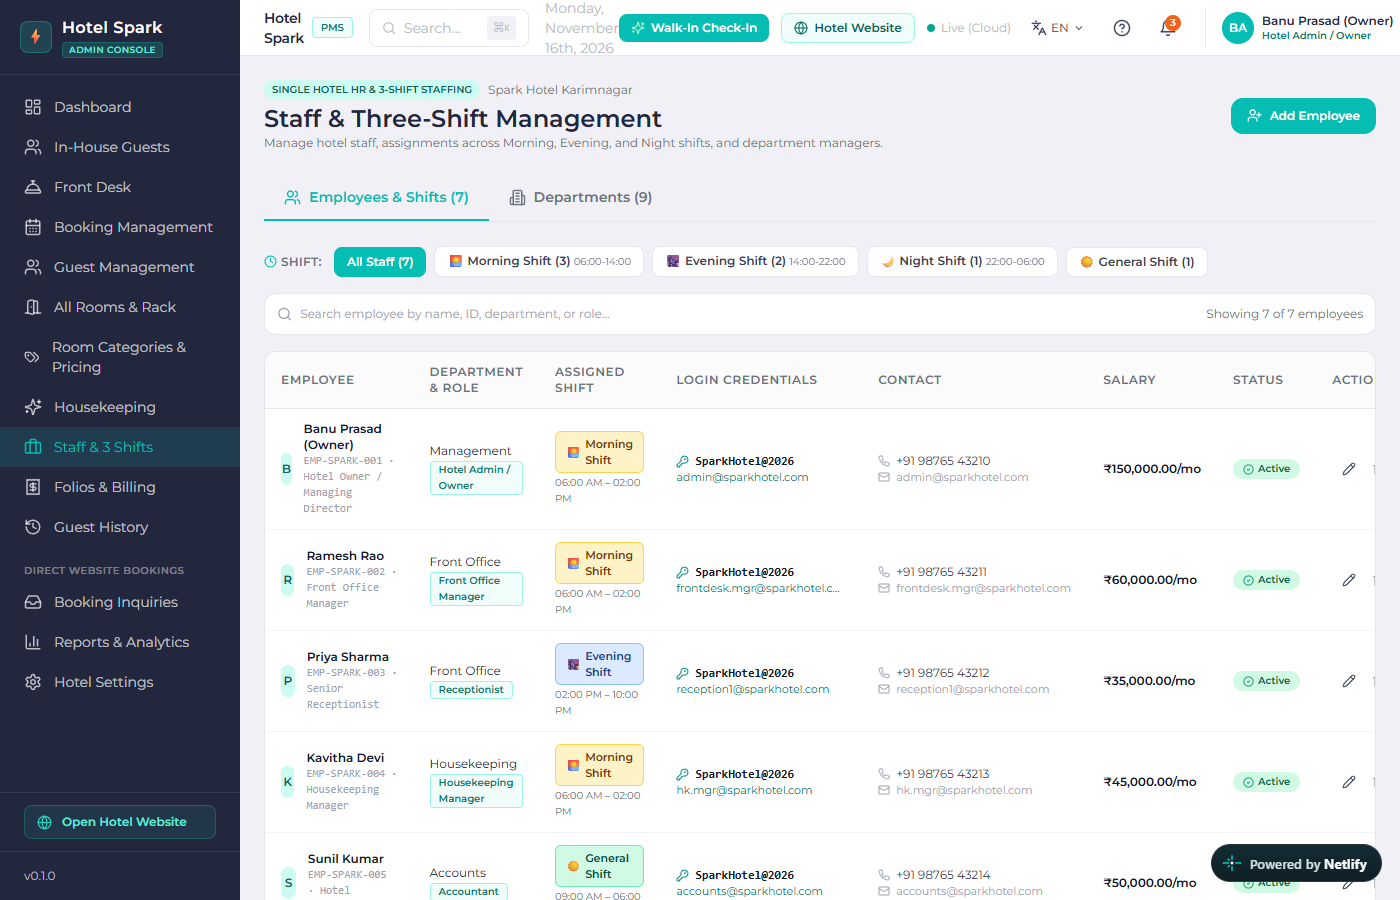 Hotel Spark
ADMIN CONSOLE
Dashboard
In-House Guests
Front Desk
Booking Management
Guest Management
All Rooms & Rack
Room Categories &
Pricing
Housekeeping
Staff & 3 Shifts
Folios & Billing
Guest History
DIRECT WEBSITE BOOKINGS
Booking Inquiries
Reports & Analytics
Hotel Settings
Open Hotel Website
v0.1.0
Hotel
Spark
PMS
Search...
⌘K
Monday,
November
16th, 2026
Walk-In Check-In
Hotel Website
Live (Cloud)
EN
3
BA
Banu Prasad (Owner)
Hotel Admin / Owner
SINGLE HOTEL HR & 3-SHIFT STAFFING
Spark Hotel Karimnagar
Staff & Three-Shift Management
Manage hotel staff, assignments across Morning, Evening, and Night shifts, and department managers.
Add Employee
Employees & Shifts (7)
Departments (9)
SHIFT:
All Staff (7)
Morning Shift (3) 06:00-14:00
Evening Shift (2) 14:00-22:00
Night Shift (1) 22:00-06:00
General Shift (1)
Search employee by name, ID, department, or role...
Showing 7 of 7 employees
EMPLOYEE
DEPARTMENT
& ROLE
ASSIGNED
SHIFT
LOGIN CREDENTIALS
CONTACT
SALARY
STATUS
ACTIO
B
Banu Prasad
(Owner)
EMP-SPARK-001 ·
Hotel Owner /
Managing
Director
Management
Hotel Admin /
Owner
Morning
Shift
06:00 AM – 02:00
PM
SparkHotel@2026
admin@sparkhotel.com
+91 98765 43210
admin@sparkhotel.com
₹150,000.00/mo
Active
R
Ramesh Rao
EMP-SPARK-002 ·
Front Office
Manager
Front Office
Front Office
Manager
Morning
Shift
06:00 AM – 02:00
PM
SparkHotel@2026
frontdesk.mgr@sparkhotel.c...
+91 98765 43211
frontdesk.mgr@sparkhotel.com
₹60,000.00/mo
Active
P
Priya Sharma
EMP-SPARK-003 ·
Senior
Receptionist
Front Office
Receptionist
Evening
Shift
02:00 PM – 10:00
PM
SparkHotel@2026
reception1@sparkhotel.com
+91 98765 43212
reception1@sparkhotel.com
₹35,000.00/mo
Active
K
Kavitha Devi
EMP-SPARK-004 ·
Housekeeping
Manager
Housekeeping
Housekeeping
Manager
Morning
Shift
06:00 AM – 02:00
PM
SparkHotel@2026
hk.mgr@sparkhotel.com
+91 98765 43213
hk.mgr@sparkhotel.com
₹45,000.00/mo
Active
S
Sunil Kumar
EMP-SPARK-005
· Hotel
Accounts
Accountant
General
Shift
09:00 AM – 06:00
SparkHotel@2026
accounts@sparkhotel.com
+91 98765 43214
accounts@sparkhotel.com
₹50,000.00/mo
Active
Powered by Netlify